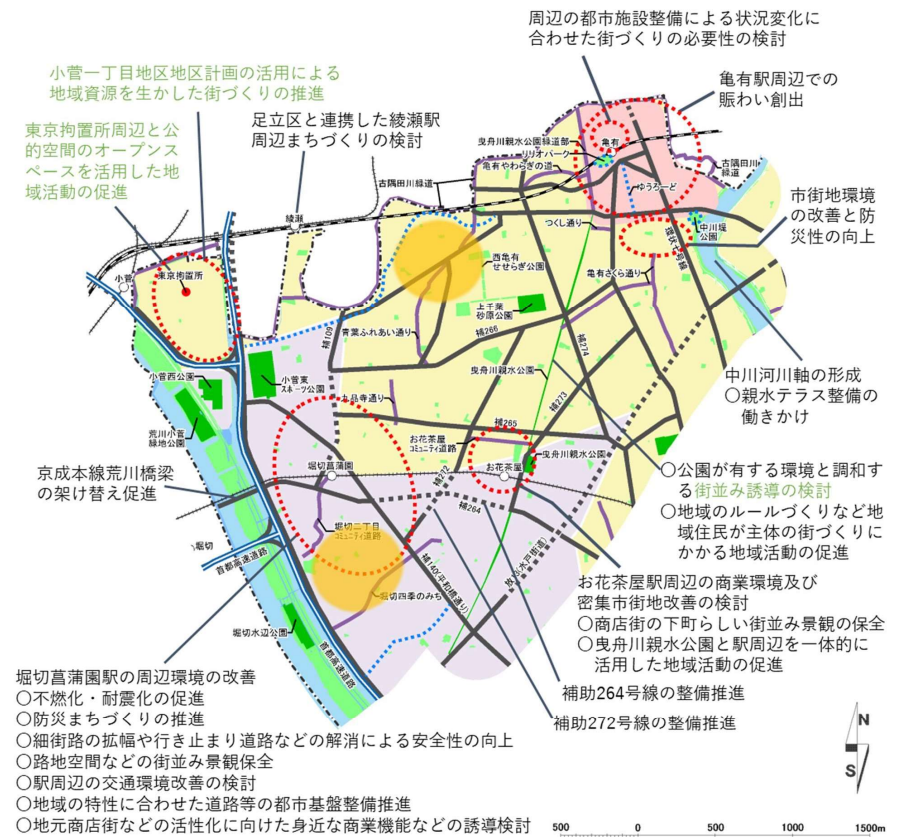 周辺の都市施設整備による状況変化に
合わせた街づくりの必要性の検討
小菅一丁目地区地区計画の活用による
地域資源を生かした街づくりの推進
亀有駅周辺での
賑わい創出
足立区と連携した綾瀬駅
周辺まちづくりの検討
東京拘置所周辺と公
的空間のオープンス
ペースを活用した地
域活動の促進
曳舟川親水公園緑道部
亀有
リリオパーク
亀有やわらぎの道
古隅田川
緑道
古隅田川緑道
ゆうろーど
市街地環境
の改善と防
災性の向上
綾瀬
つくし通り
中川堤
公園
環状七号線
西亀有
せせらぎ公園
小菅
東京拘置所
亀有さくら通り
上千葉
砂原公園
補109
青葉ふれあい通り
補266
補274
小菅西公園
小菅東
スポーツ公園
曳舟川親水公園
中川河川軸の形成
○親水テラス整備の
働きかけ
九品寺通り
補273
荒川小菅
緑地公園
補265
お花茶屋
コミュニティ道路
曳舟川親水公園
京成本線荒川橋梁
の架け替え促進
堀切菖蒲園
補272
お花茶屋
○公園が有する環境と調和す
る街並み誘導の検討
○地域のルールづくりなど地
域住民が主体の街づくりに
かかる地域活動の促進
補264
堀切二丁目
コミュニティ道路
堀切
首都高速道路
放6(水戸街道)
補140(平和橋通り)
お花茶屋駅周辺の商業環境及び
密集市街地改善の検討
○商店街の下町らしい街並み景観の保全
○曳舟川親水公園と駅周辺を一体的に
活用した地域活動の促進
堀切四季のみち
堀切水辺公園
首都高速道路
堀切菖蒲園駅の周辺環境の改善
○不燃化・耐震化の促進
○防災まちづくりの推進
○細街路の拡幅や行き止まり道路などの解消による安全性の向上
○路地空間などの街並み景観保全
○駅周辺の交通環境改善の検討
○地域の特性に合わせた道路等の都市基盤整備推進
○地元商店街などの活性化に向けた身近な商業機能などの誘導検討
補助264号線の整備推進
補助272号線の整備推進
N
S
500 0 500 1000 1500m